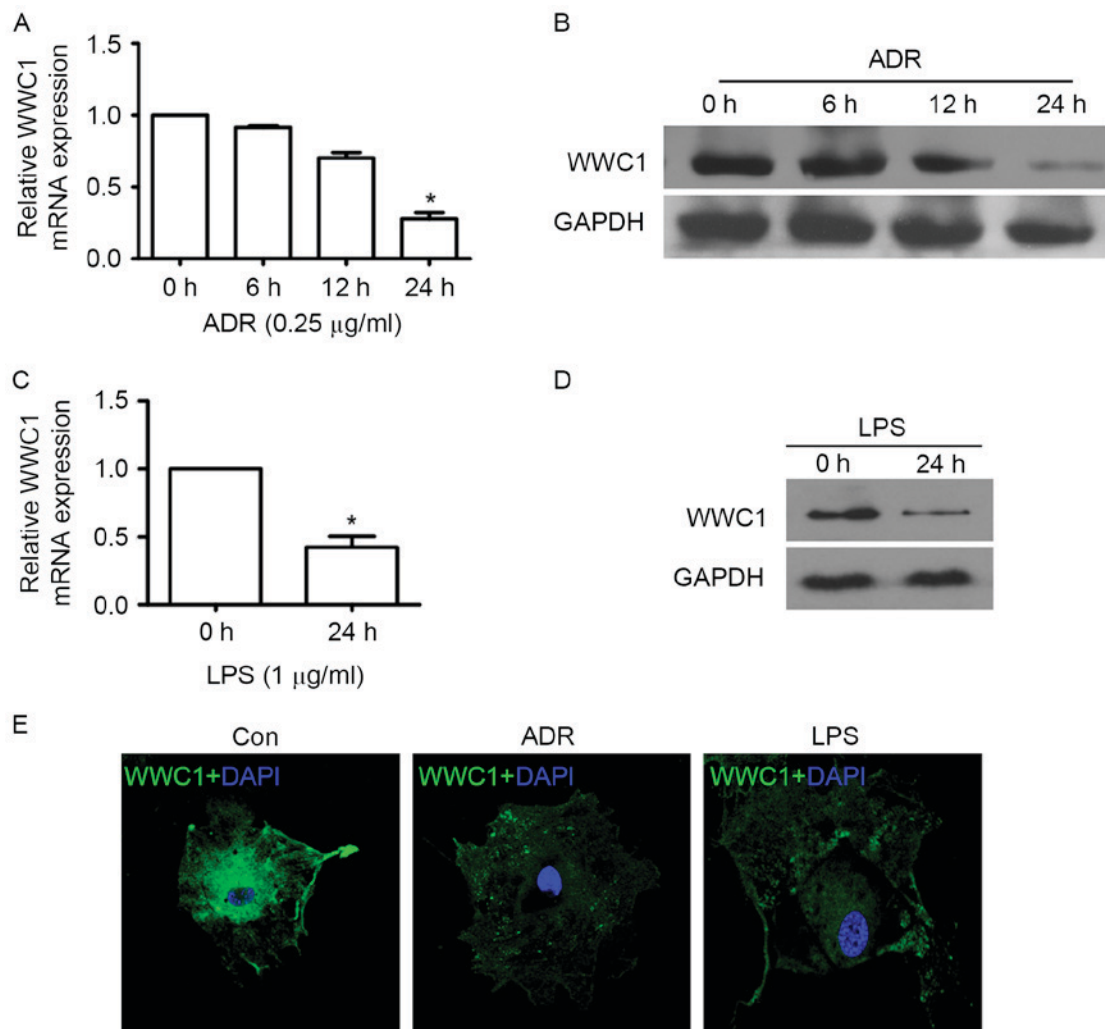 A
Relative WWC1
mRNA expression
1.5
1.0
0.5
0.0
*
0 h 6 h 12 h 24 h
ADR (0.25 μg/ml)
B
ADR
0 h 6 h 12 h 24 h
WWC1
GAPDH
C
Relative WWC1
mRNA expression
1.5
1.0
0.5
0.0
*
0 h 24 h
LPS (1 μg/ml)
D
LPS
0 h 24 h
WWC1
GAPDH
E
Con ADR LPS
WWC1+DAPI WWC1+DAPI WWC1+DAPI